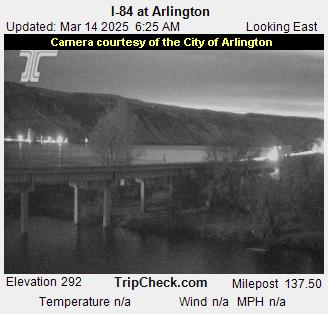 I-84 at Arlington
Updated: Mar 14 2025 6:25 AM Looking East
Camera courtesy of the City of Arlington
Elevation 292 TripCheck.com Milepost 137.50
Temperature n/a Wind n/a MPH n/a